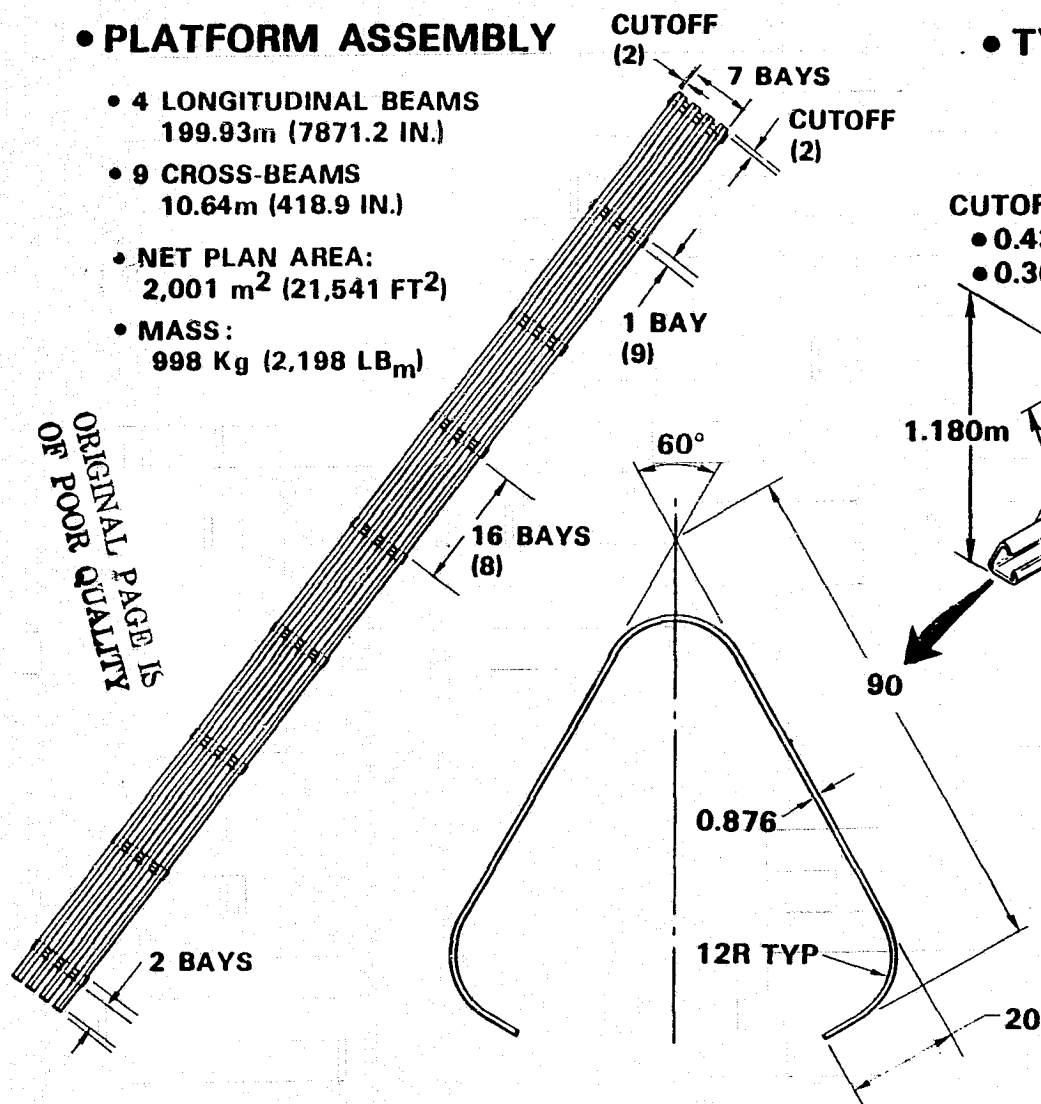 • PLATFORM ASSEMBLY
• 4 LONGITUDINAL BEAMS
199.93m (7871.2 IN.)
• 9 CROSS-BEAMS
10.64m (418.9 IN.)
• NET PLAN AREA:
2,001 m² (21,541 FT²)
• MASS:
998 Kg (2,198 LBm)
ORIGINAL PAGE IS
OF POOR QUALITY
CUTOFF
(2)
7 BAYS
CUTOFF
(2)
1 BAY
(9)
16 BAYS
(8)
2 BAYS
60°
0.876
12R TYP
90
20
1.180m